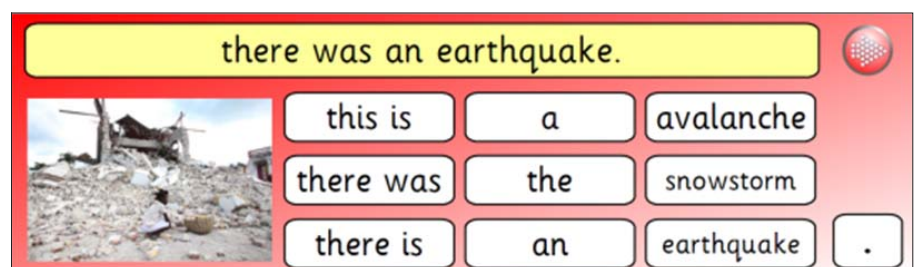 there was an earthquake.
this is a avalanche
there was the snowstorm
there is an earthquake .